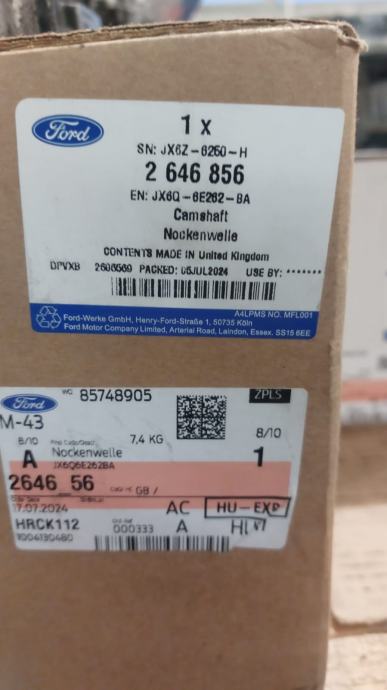 Ford
1 x
SN: JX6Z-6250-H
2 646 856
EN: JX6Q-6E262-BA
Camshaft
Nockenwelle
CONTENTS MADE IN United Kingdom
DPVXB 2606569 PACKED: 05JUL2024 USE BY: *******
A4LPMS NO. MFL001
Ford-Werke GmbH, Henry-Ford-Straße 1, 50735 Köln
Ford Motor Company Limited, Arterial Road, Laindon, Essex. SS15 6EE
Ford
85748905
ZPLS
M-43
8/10
7,4 KG
8/10
A
Nockenwelle
1
JX6Q6E262BA
2646 56
GB /
17.07.2024
AC
HU-EXP
HRCK112
000333
A
1004130480